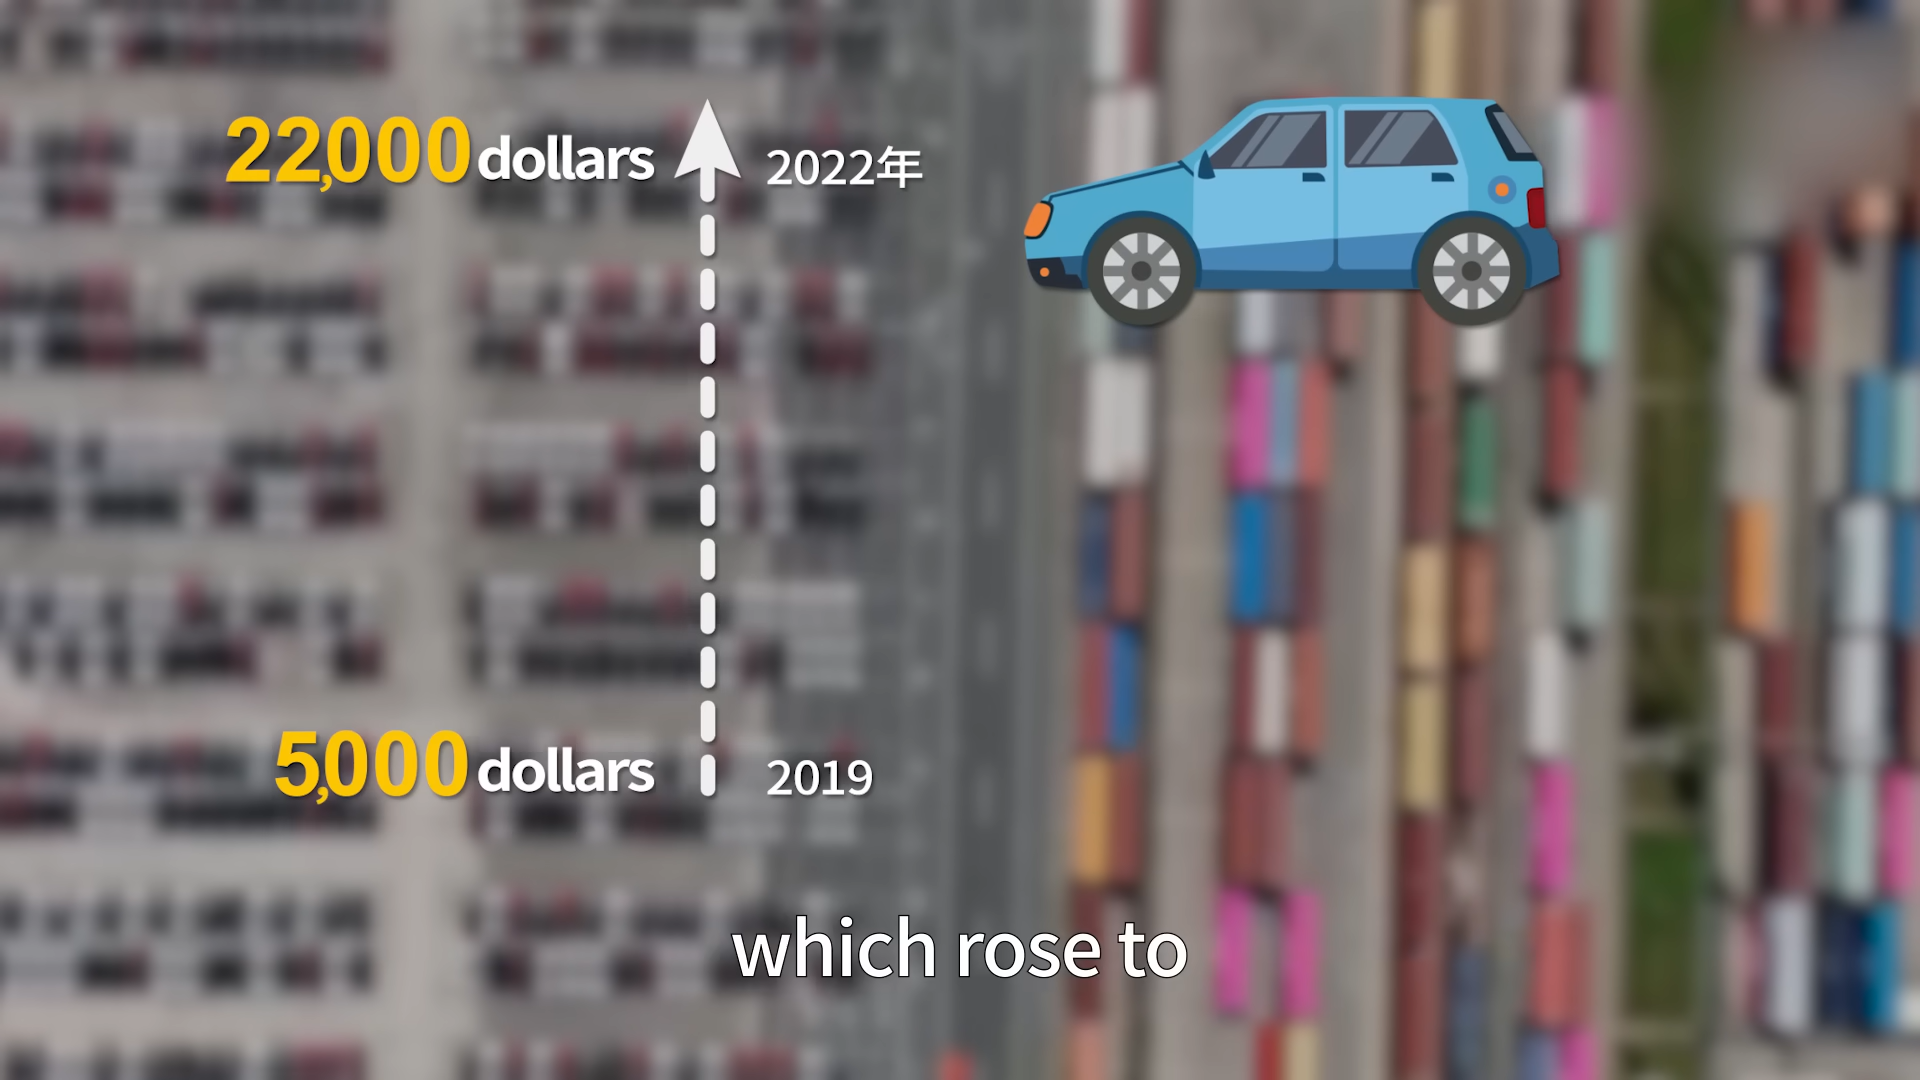 22,000 dollars 2022年
5,000 dollars 2019
which rose to